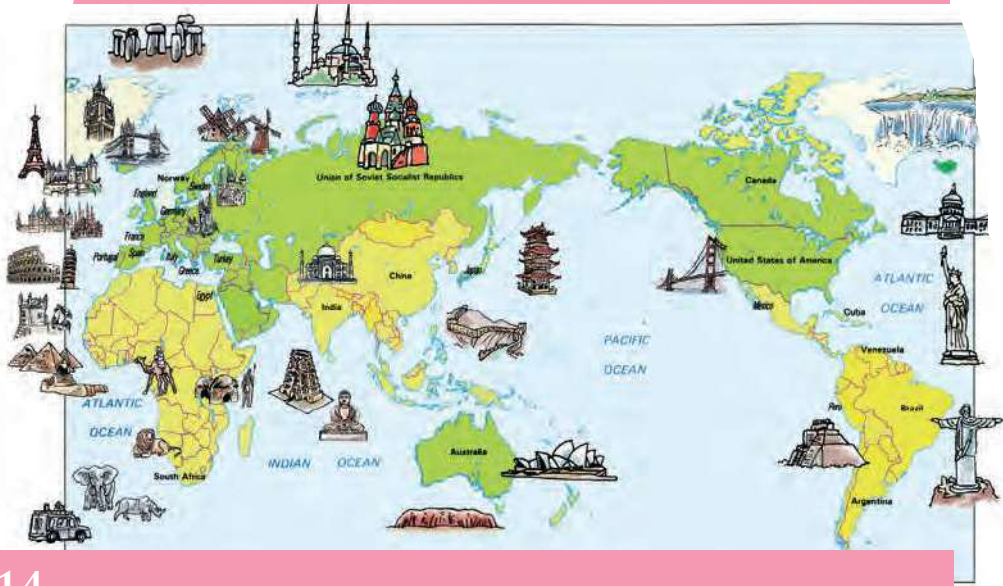 Norway
Sweden
Union of Soviet Socialist Republics
Canada
England
Germany
France
Portugal
Spain
Italy
Greece
Turkey
Japan
China
United States of America
ATLANTIC
OCEAN
Egypt
India
Mexico
Cuba
PACIFIC
OCEAN
Venezuela
ATLANTIC
OCEAN
Peru
Brazil
INDIAN OCEAN
Australia
South Africa
Argentina
14